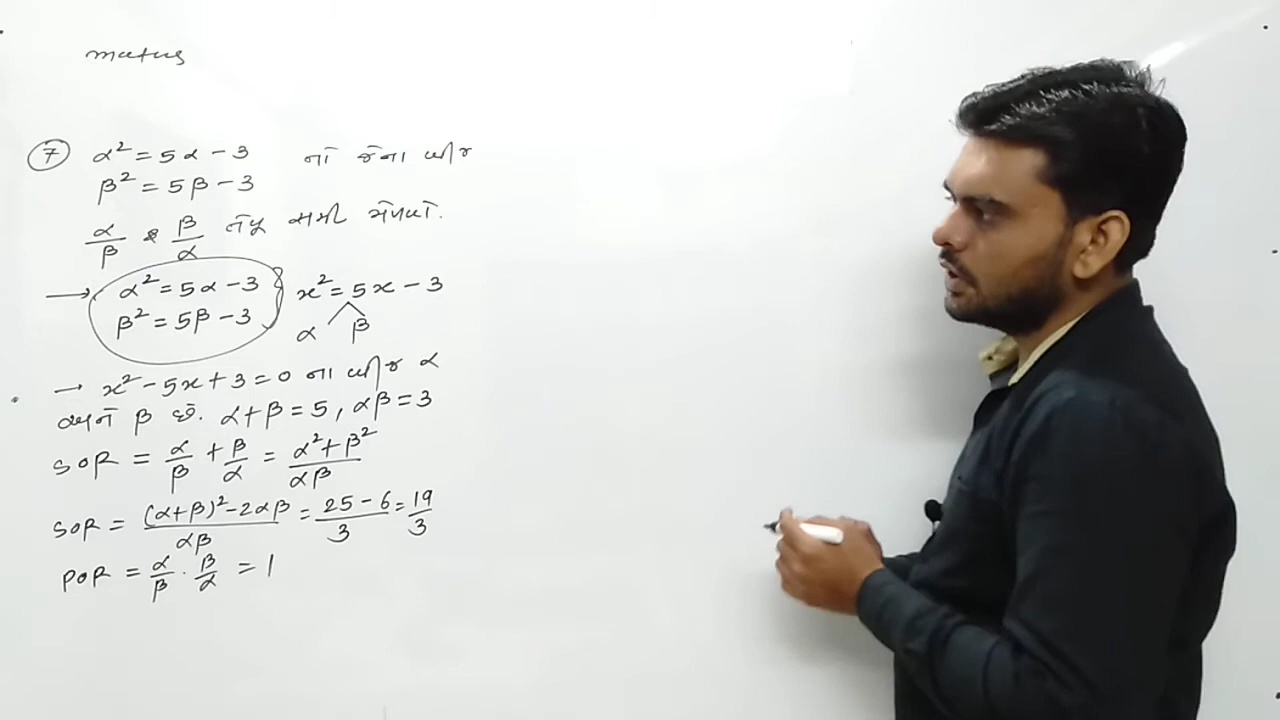 maths
7 α² = 5α - 3 ના
β² = 5β - 3
α/β & β/α
→ α² = 5α - 3 } x² = 5x - 3
β² = 5β - 3 α β
→ x² - 5x + 3 = 0 ના α
અને β છે. α + β = 5, αβ = 3
SOR = α/β + β/α = (α² + β²)/αβ
SOR = ((α+β)² - 2αβ)/αβ = (25 - 6)/3 = 19/3
POR = α/β · β/α = 1